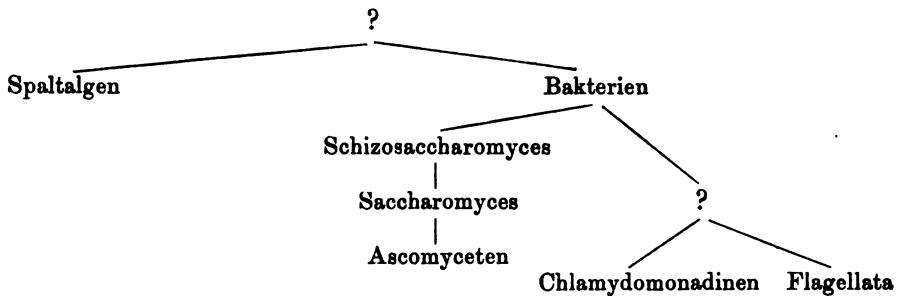 ?
Spaltalgen Bakterien
Schizosaccharomyces
Saccharomyces ?
Ascomyceten
Chlamydomonadinen Flagellata